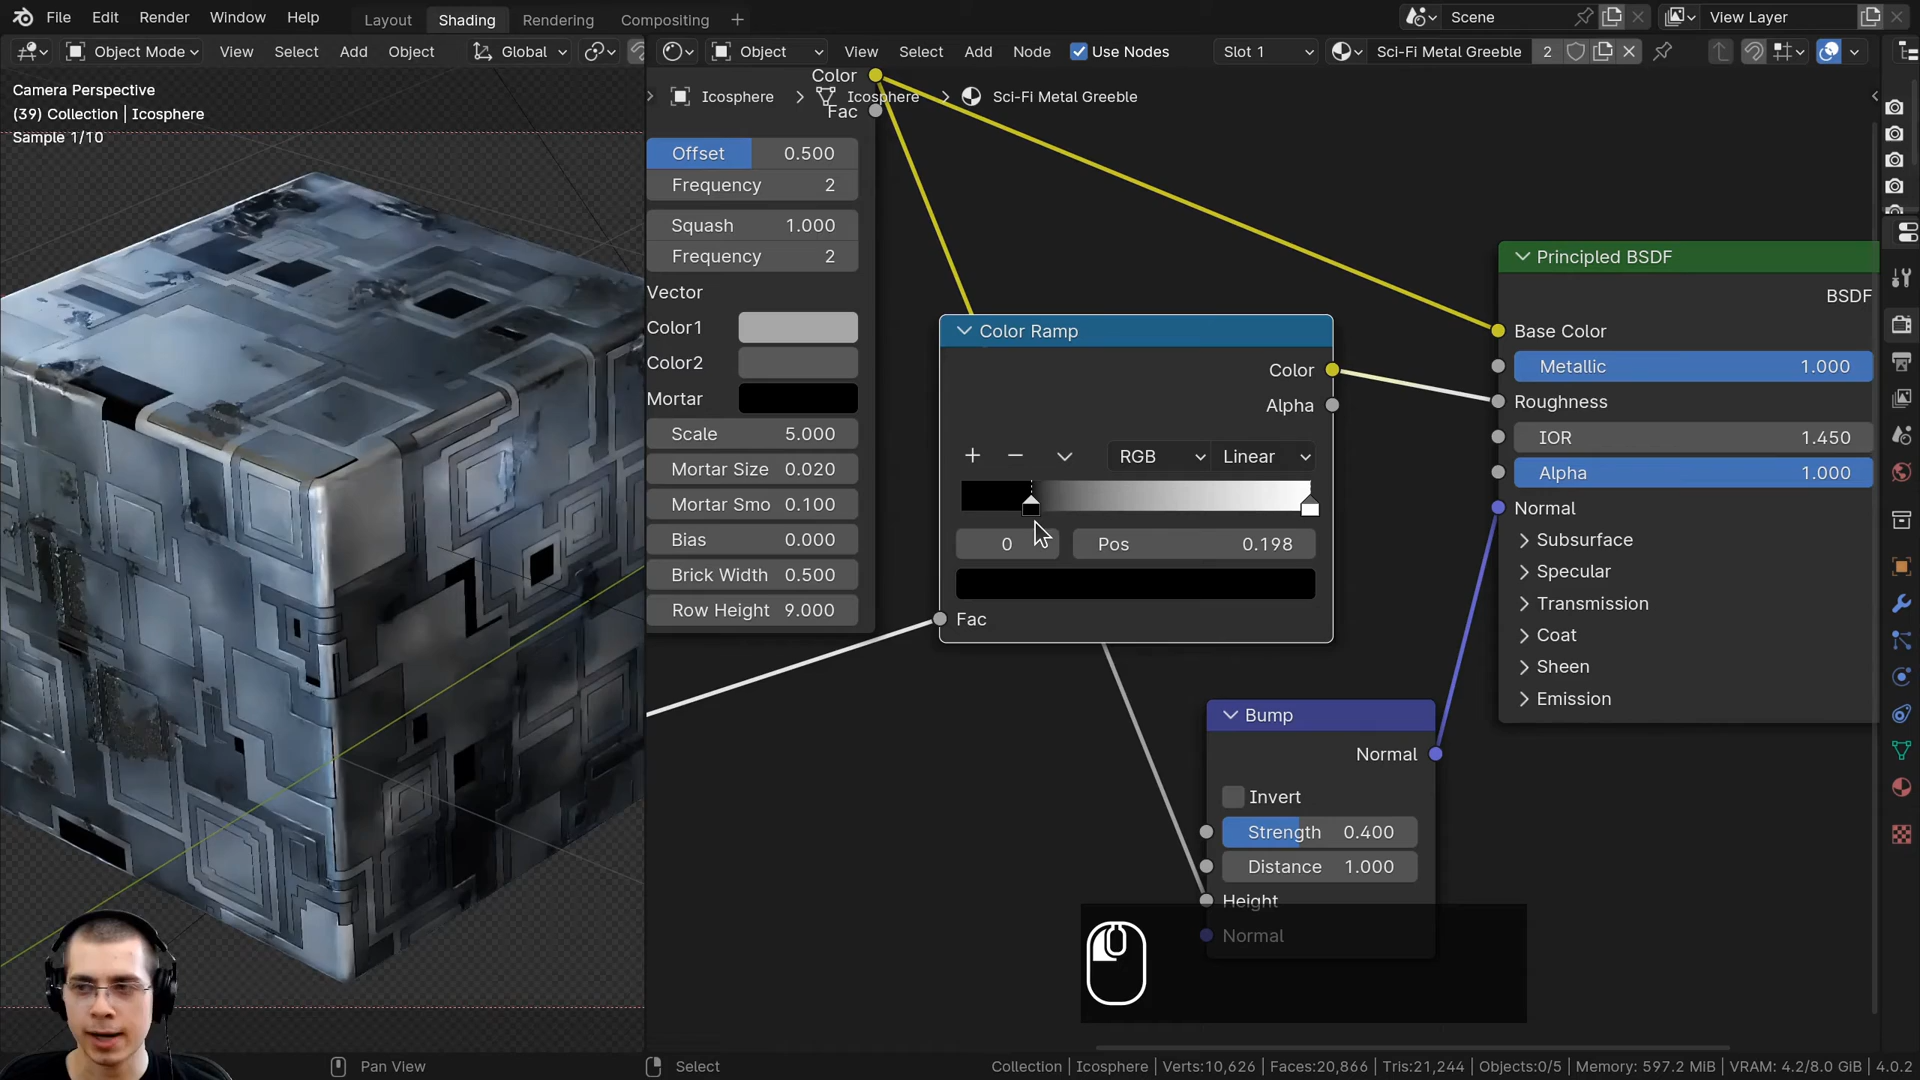 File Edit Render Window Help
Layout Shading Rendering Compositing +
Scene
View Layer
Object Mode View Select Add Object Global
Object View Select Add Node Use Nodes Slot 1 Sci-Fi Metal Greeble 2
Camera Perspective
(39) Collection | Icosphere
Sample 1/10
Icosphere > Icosphere > Sci-Fi Metal Greeble
Color
Fac
Offset 0.500
Frequency 2
Squash 1.000
Frequency 2
Vector
Color1
Color2
Mortar
Scale 5.000
Mortar Size 0.020
Mortar Smo 0.100
Bias 0.000
Brick Width 0.500
Row Height 9.000
Color Ramp
Color
Alpha
RGB Linear
0 Pos 0.198
Fac
Principled BSDF
BSDF
Base Color
Metallic 1.000
Roughness
IOR 1.450
Alpha 1.000
Normal
Subsurface
Specular
Transmission
Coat
Sheen
Emission
Bump
Normal
Invert
Strength 0.400
Distance 1.000
Height
Normal
Pan View
Select
Collection | Icosphere | Verts:10,626 | Faces:20,866 | Tris:21,244 | Objects:0/5 | Memory: 597.2 MiB | VRAM: 4.2/8.0 GiB | 4.0.2